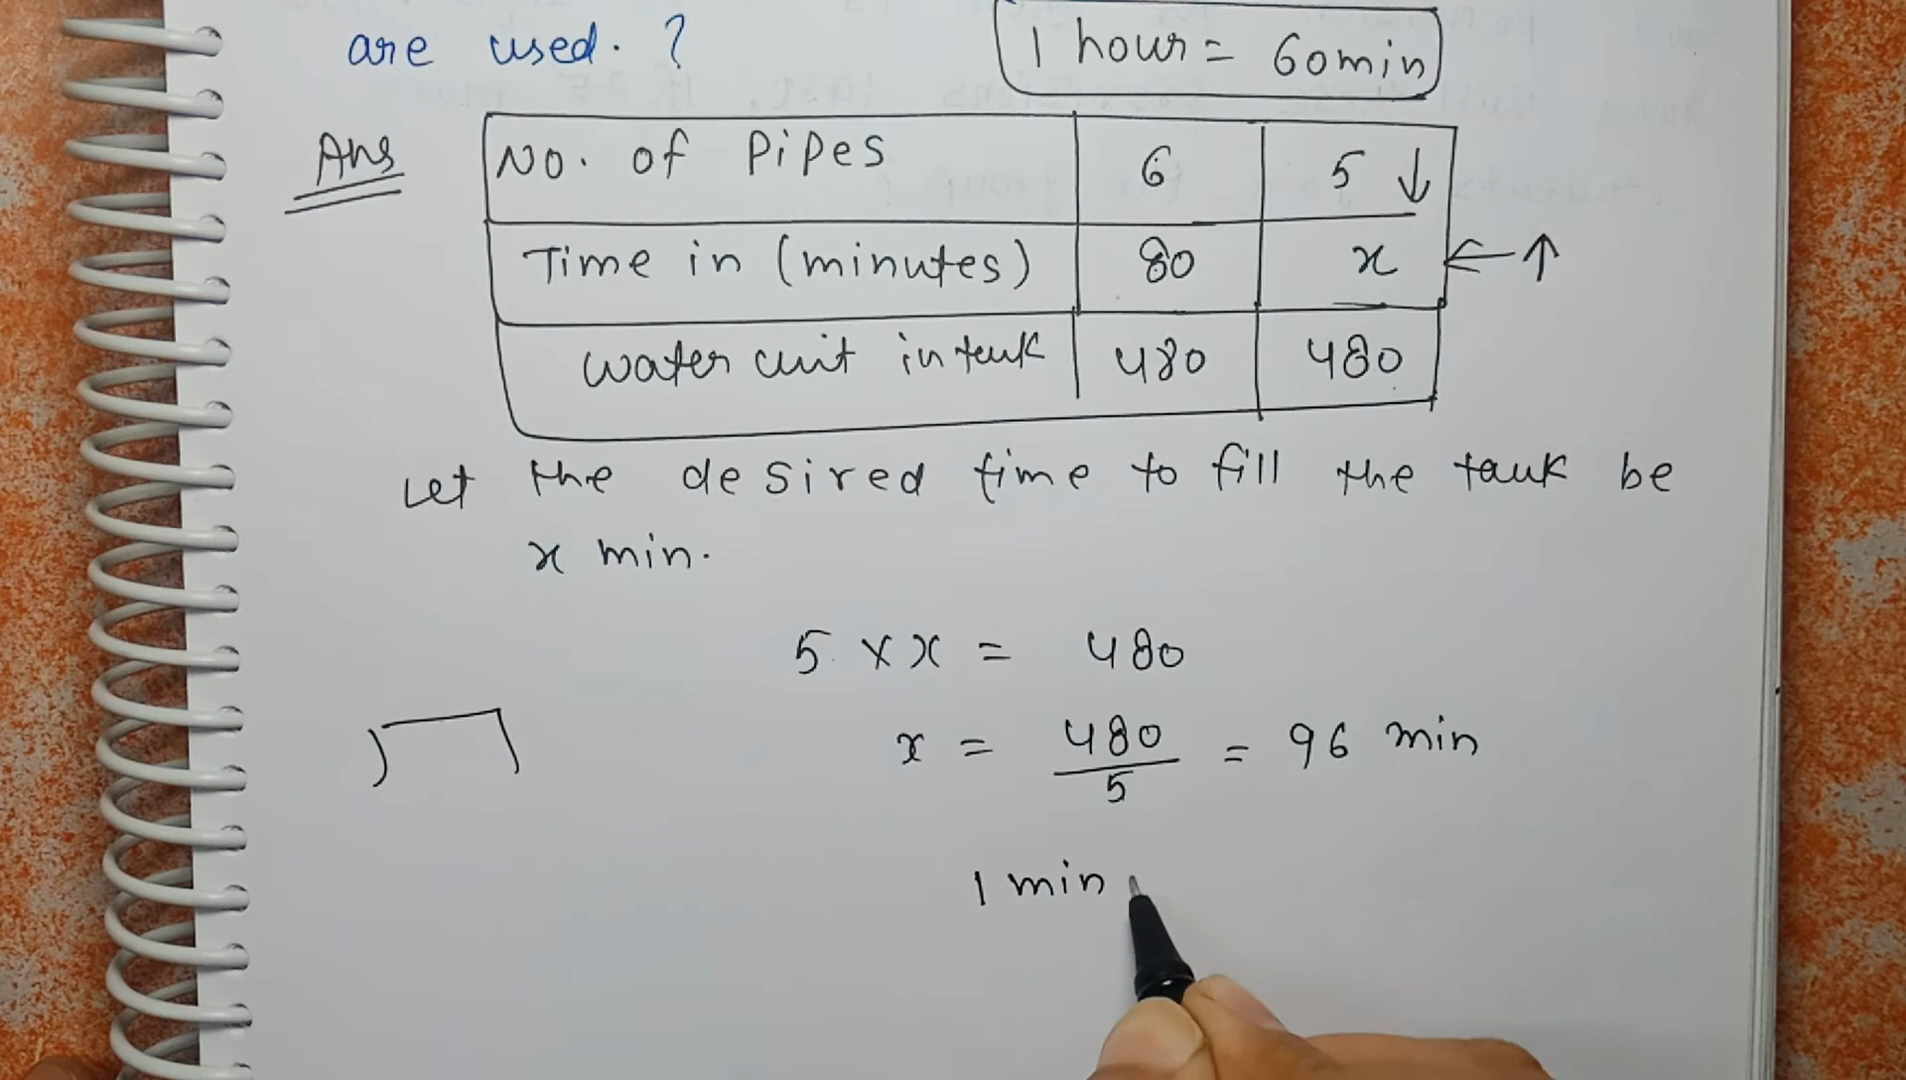 are used. ?
1 hour = 60min
Ans
No. of Pipes 6 5 ↓
Time in (minutes) 80 x ← ↑
water unit in tank 480 480
Let the desired time to fill the tank be
x min.
5 × x = 480
x = 480/5 = 96 min
1 min